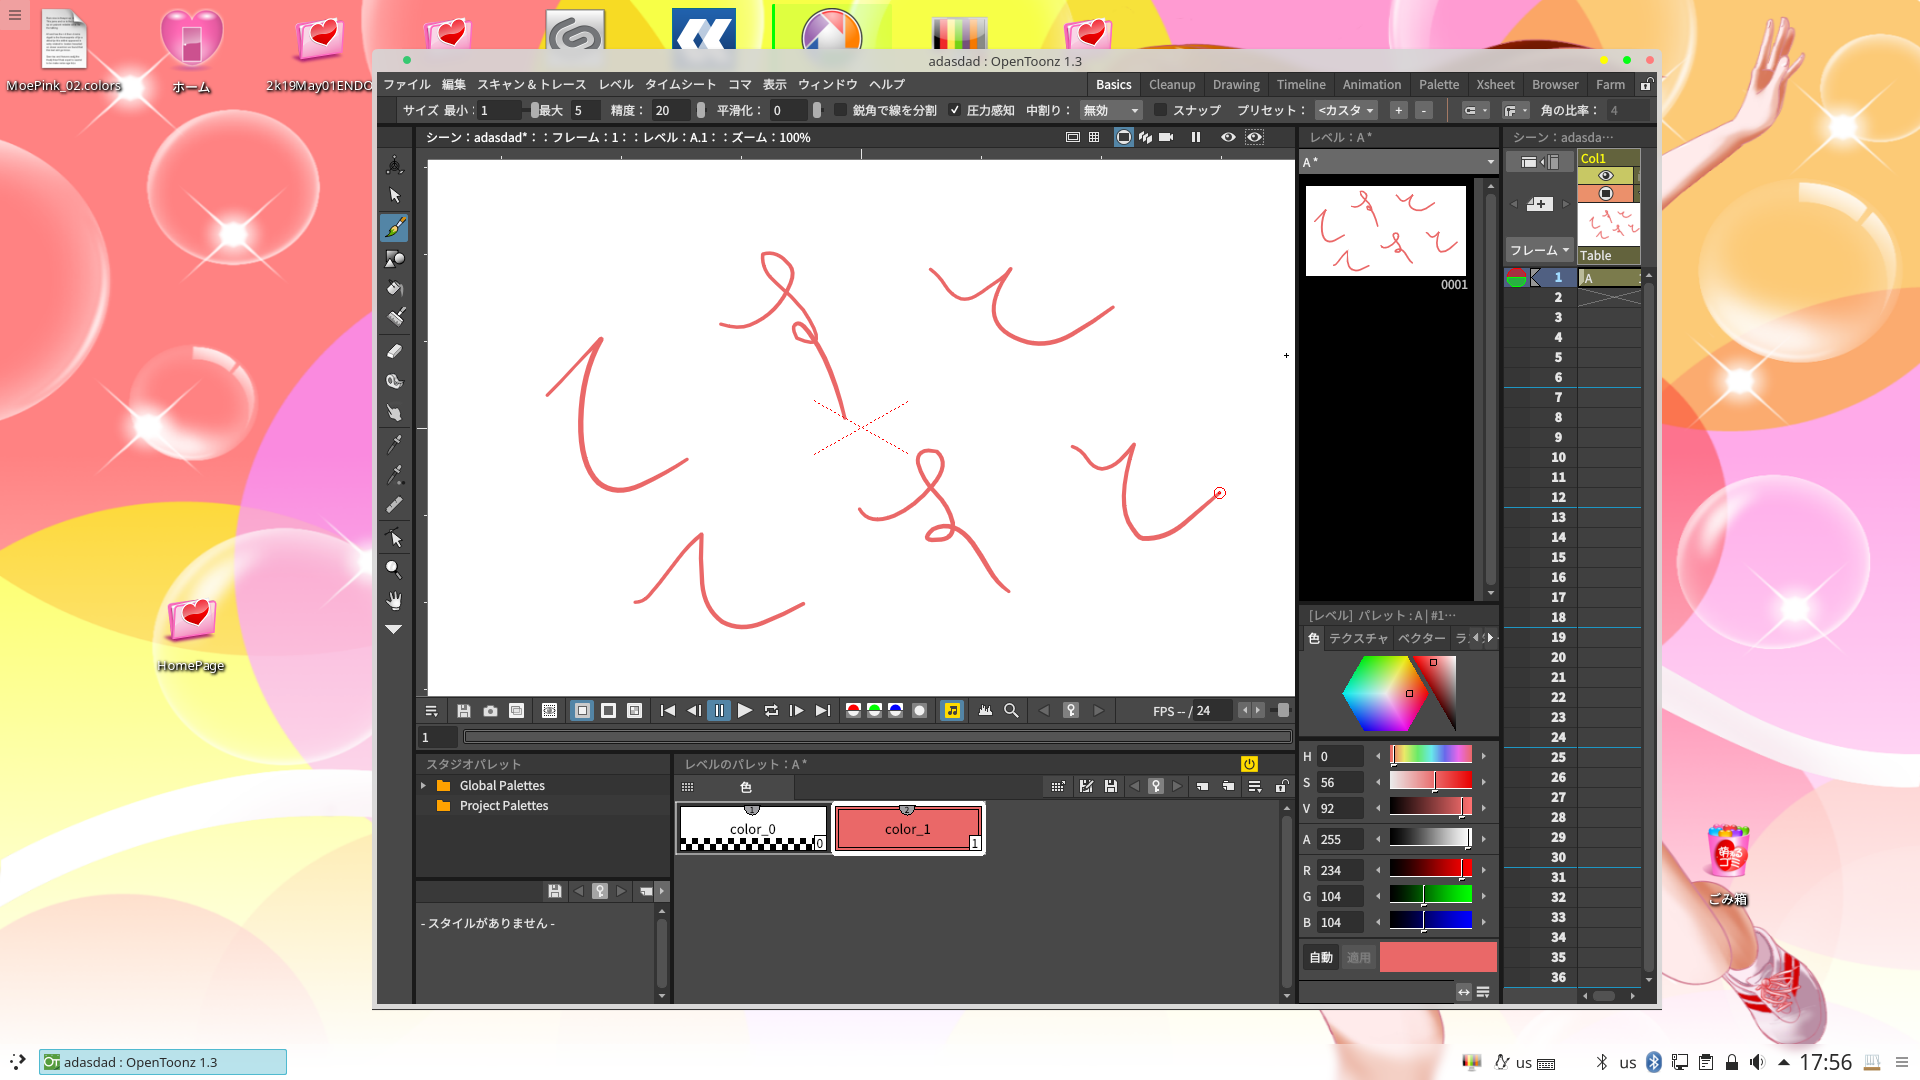 MoePink_02.colors
ホーム
2k19May01ENDO
adasdad : OpenToonz 1.3
ファイル 編集 スキャン＆トレース レベル タイムシート コマ 表示 ウィンドウ ヘルプ
Basics Cleanup Drawing Timeline Animation Palette Xsheet Browser Farm
サイズ 最小: 1 最大 5 精度: 20 平滑化: 0 鋭角で線を分割 圧力感知 中割り: 無効 スナップ プリセット: <カスタ + - 角の比率: 4
シーン : adasdad* : : フレーム : 1 : : レベル : A.1 : : ズーム : 100%
レベル : A *
シーン : adasda…
A *
Col1
フレーム
Table
0001
1 A
2
3
4
5
6
7
8
9
10
11
12
13
14
15
16
17
18
19
20
21
22
23
24
25
26
27
28
29
30
31
32
33
34
35
36
[レベル] パレット : A | #1…
色 テクスチャ ベクター
H 0
S 56
V 92
A 255
R 234
G 104
B 104
自動 適用
FPS -- / 24
1
スタジオパレット
Global Palettes
Project Palettes
- スタイルがありません -
レベルのパレット : A *
色
1 color_0 0
2 color_1 1
HomePage
萌えるゴミ
ごみ箱
OT adasdad : OpenToonz 1.3
us us 17:56